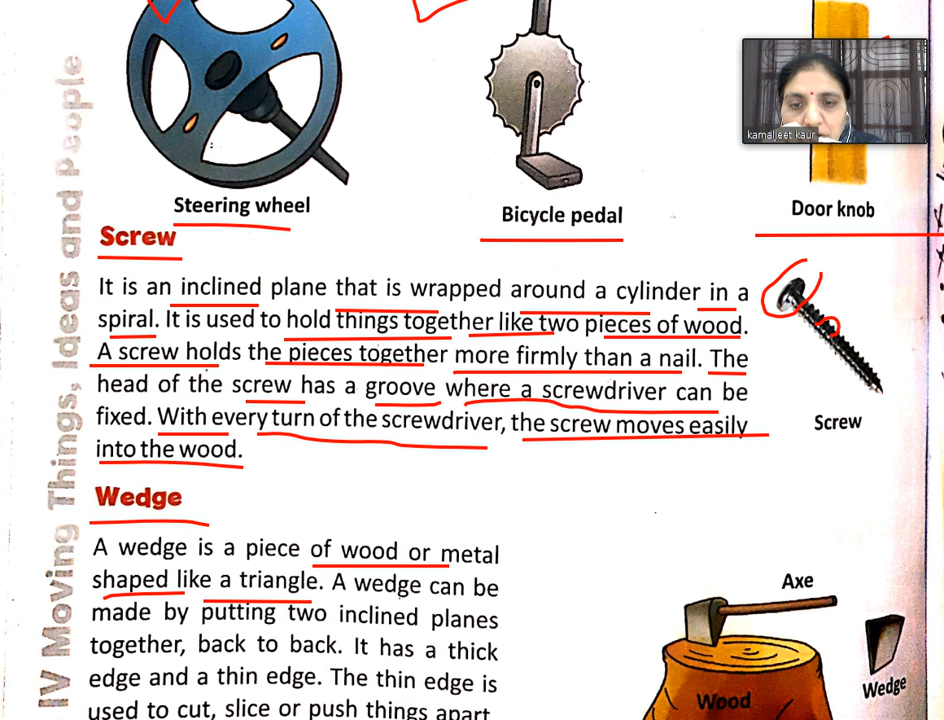 IV Moving Things, Ideas and People
kamaljeet kaur
Steering wheel
Bicycle pedal
Door knob
Screw
It is an inclined plane that is wrapped around a cylinder in a
spiral. It is used to hold things together like two pieces of wood.
A screw holds the pieces together more firmly than a nail. The
head of the screw has a groove where a screwdriver can be
fixed. With every turn of the screwdriver, the screw moves easily
into the wood.
Screw
Wedge
A wedge is a piece of wood or metal
shaped like a triangle. A wedge can be
made by putting two inclined planes
together, back to back. It has a thick
edge and a thin edge. The thin edge is
used to cut, slice or push things apart.
Axe
Wood
Wedge